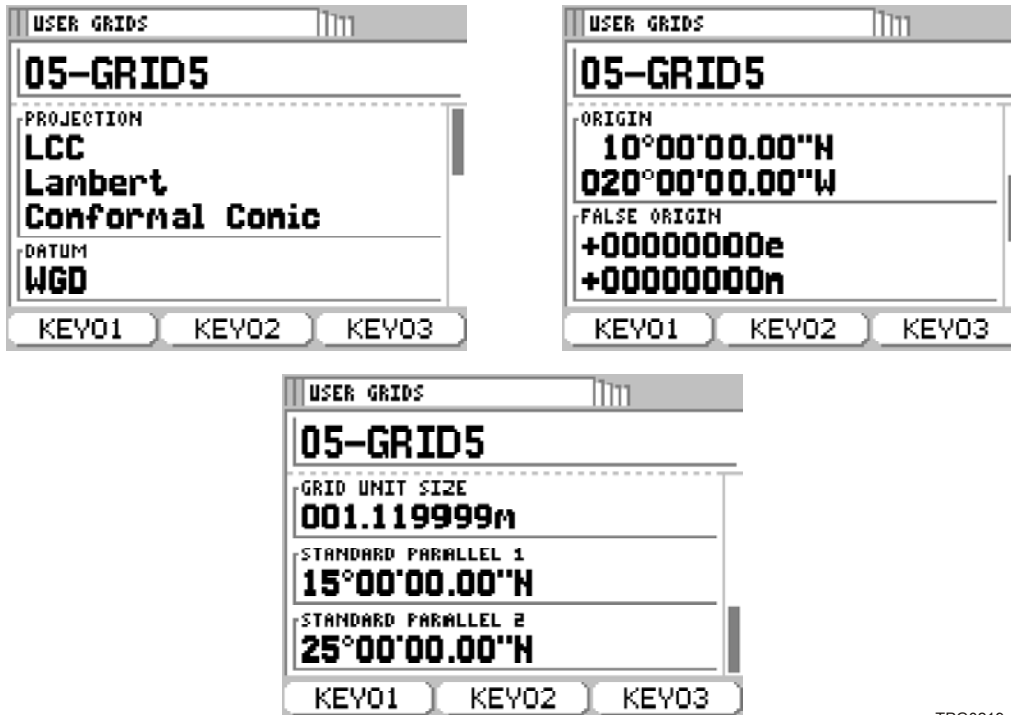 USER GRIDS
05-GRID5
PROJECTION
LCC
Lambert
Conformal Conic
DATUM
WGD
KEY01 KEY02 KEY03
USER GRIDS
05-GRID5
ORIGIN
10°00'00.00"N
020°00'00.00"W
FALSE ORIGIN
+00000000e
+00000000n
KEY01 KEY02 KEY03
USER GRIDS
05-GRID5
GRID UNIT SIZE
001.119999m
STANDARD PARALLEL 1
15°00'00.00"N
STANDARD PARALLEL 2
25°00'00.00"N
KEY01 KEY02 KEY03